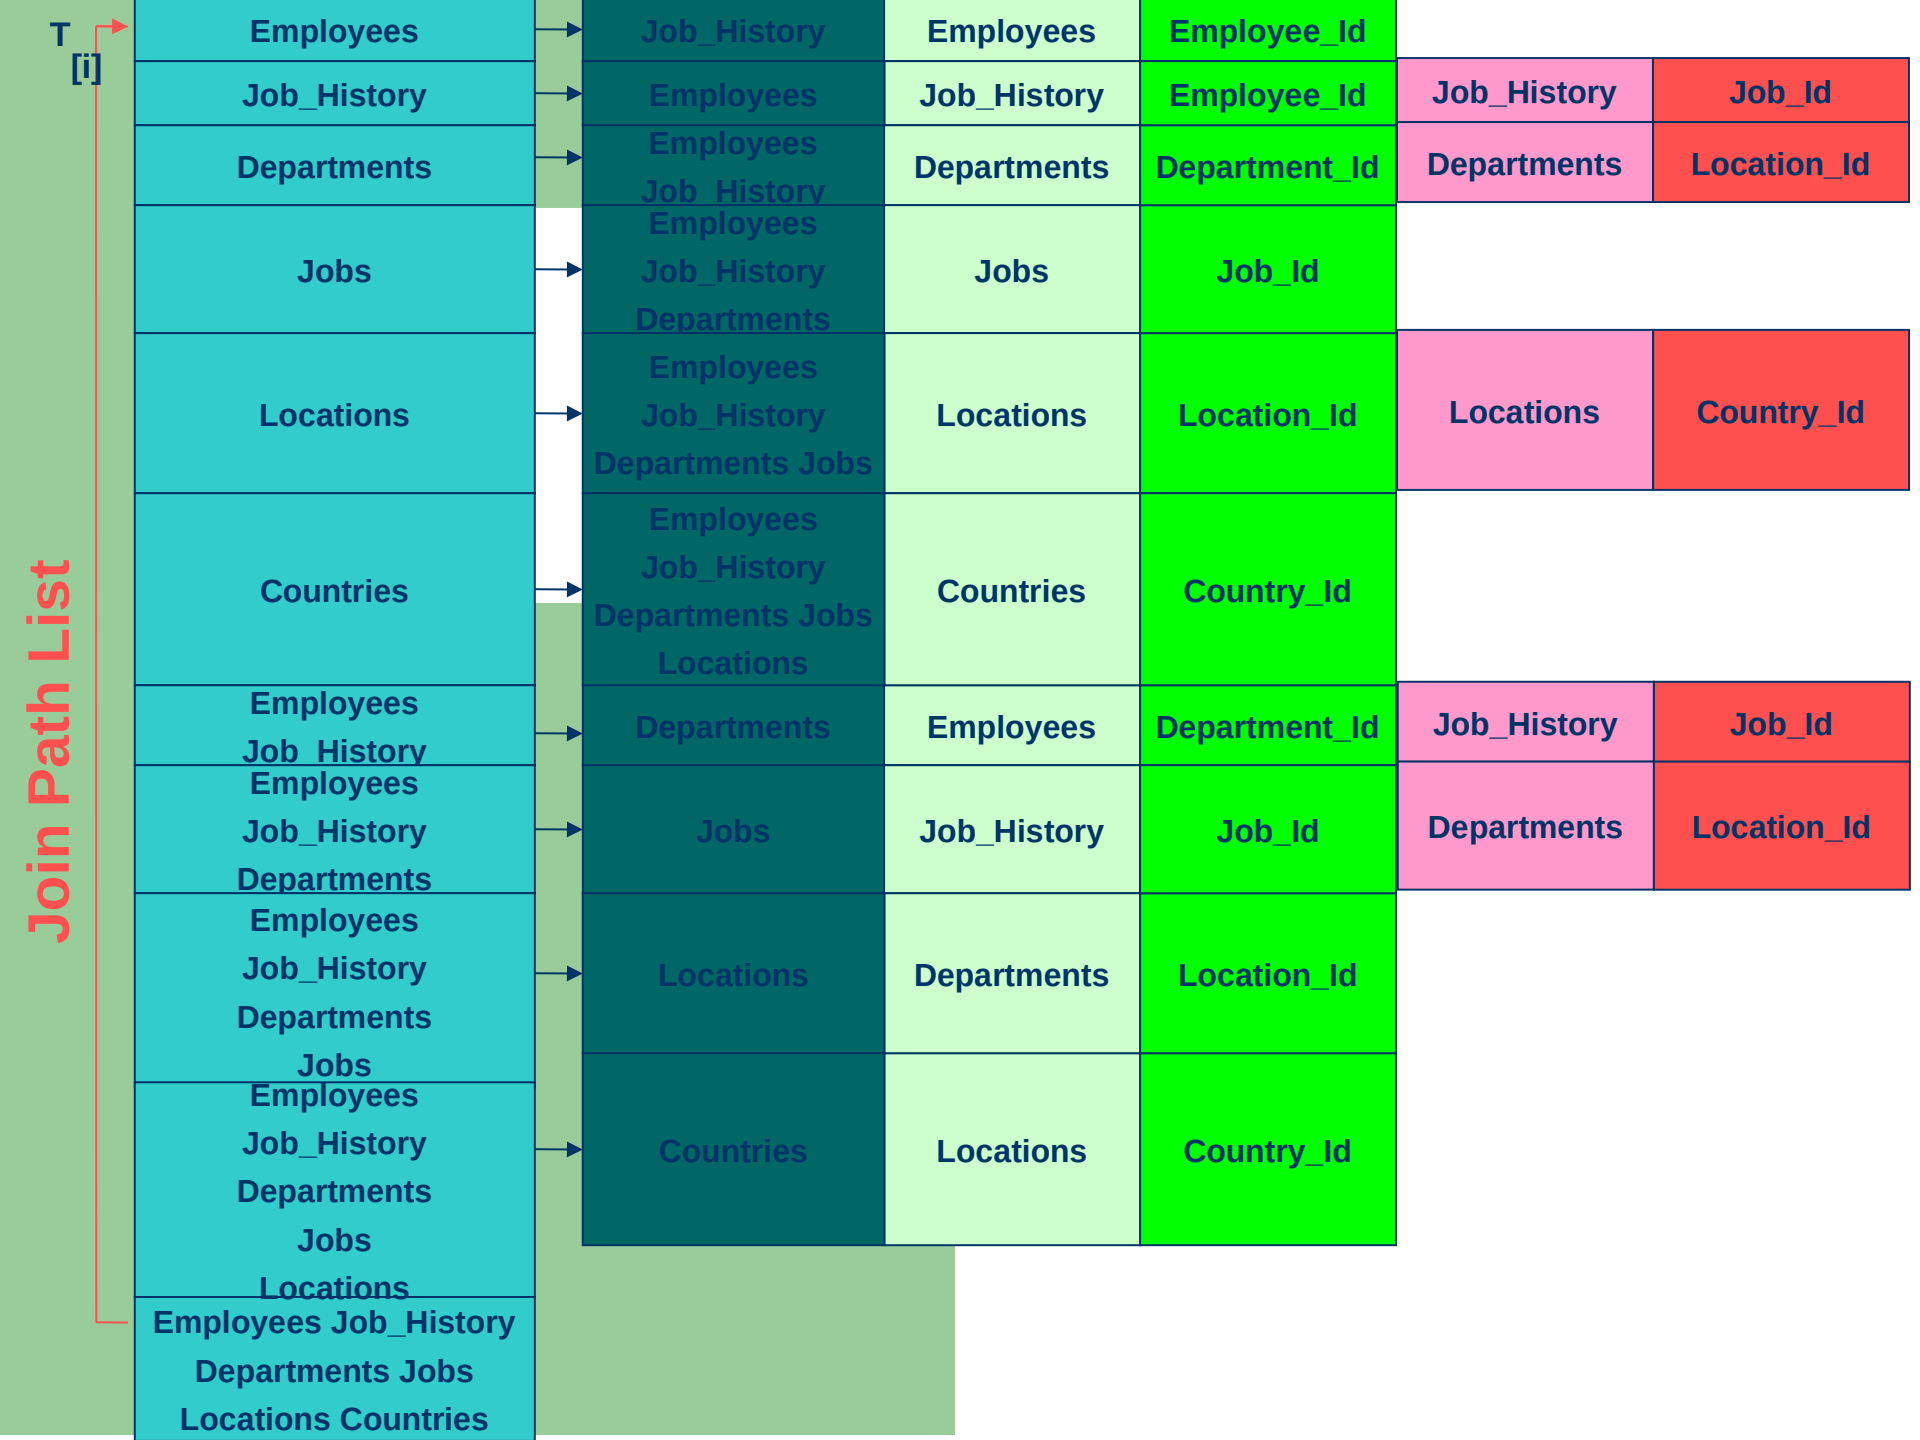 T
[i]
Join Path List
Employees
Job_History
Employees
Employee_Id
Job_History
Employees
Job_History
Employee_Id
Job_History
Job_Id
Departments
Employees
Job_History
Departments
Department_Id
Departments
Location_Id
Jobs
Employees
Job_History
Departments
Jobs
Job_Id
Locations
Employees
Job_History
Departments Jobs
Locations
Location_Id
Locations
Country_Id
Countries
Employees
Job_History
Departments Jobs
Locations
Countries
Country_Id
Employees
Job_History
Departments
Employees
Department_Id
Job_History
Job_Id
Employees
Job_History
Departments
Jobs
Job_History
Job_Id
Departments
Location_Id
Employees
Job_History
Departments
Jobs
Locations
Departments
Location_Id
Employees
Job_History
Departments
Jobs
Locations
Countries
Locations
Country_Id
Employees Job_History
Departments Jobs
Locations Countries